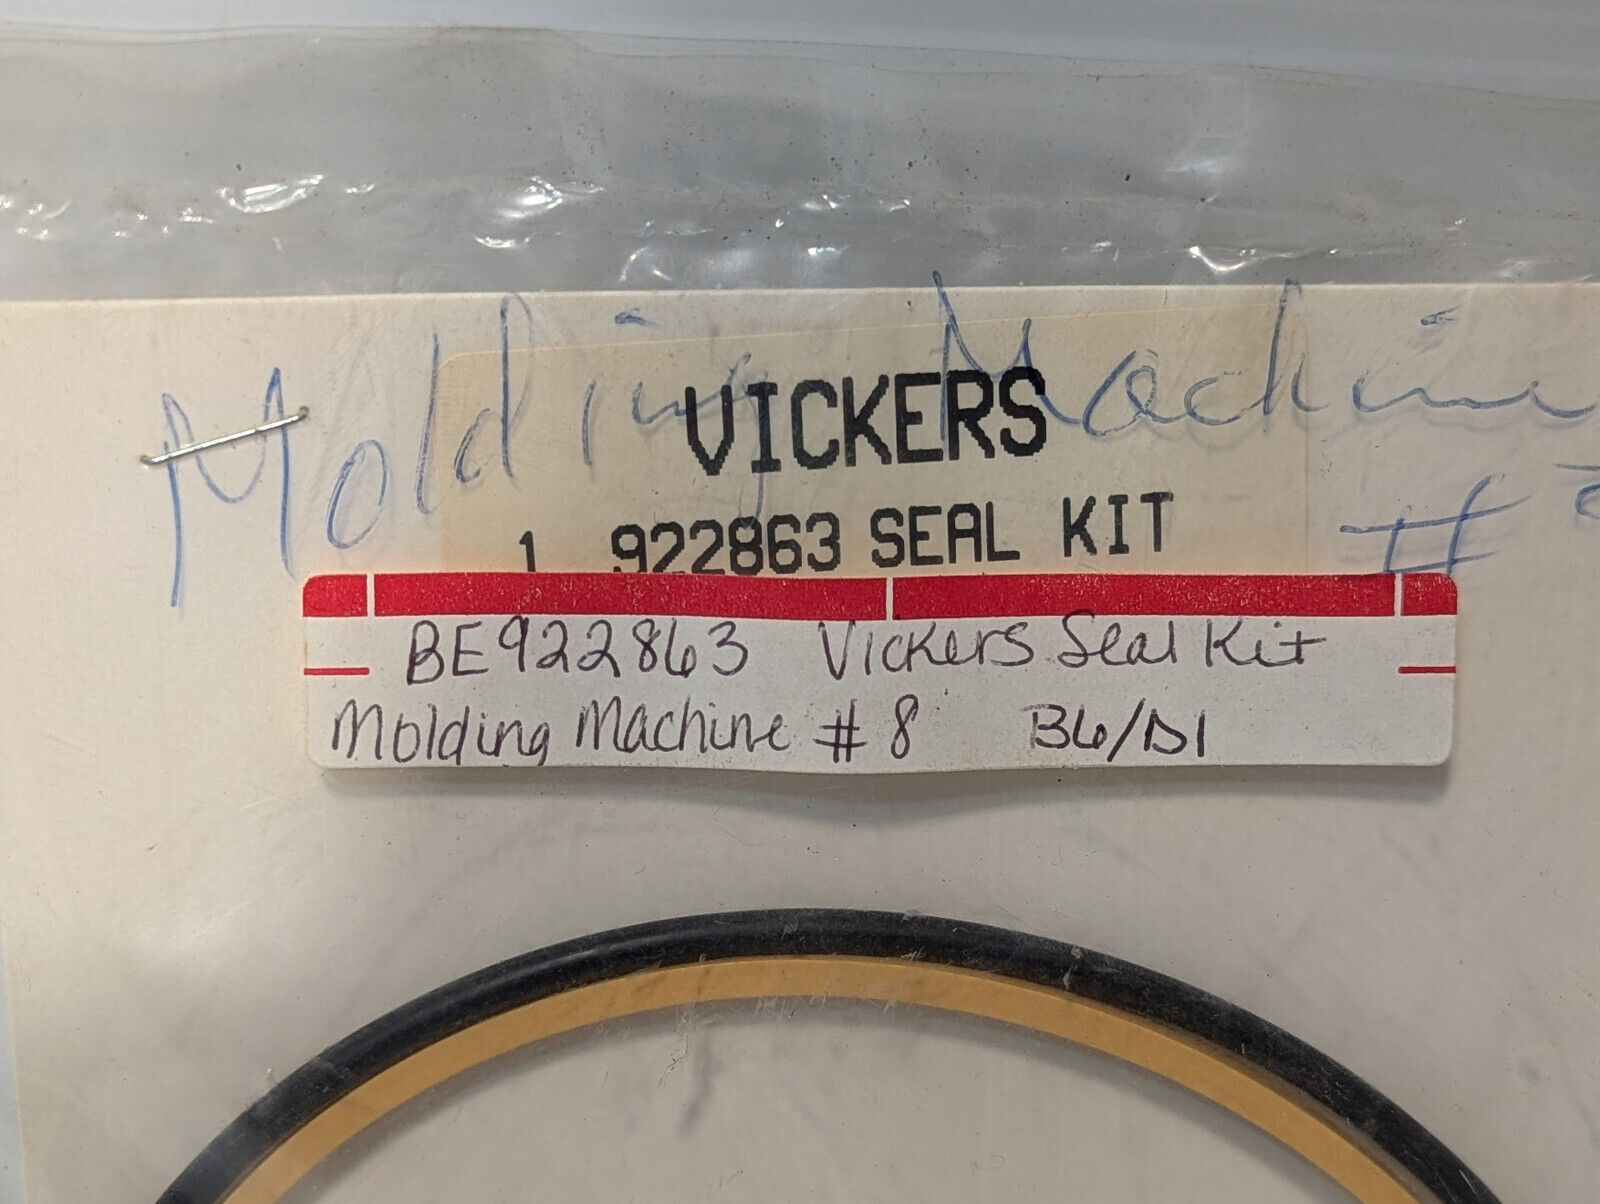 Molding Machine
VICKERS
#
1 922863 SEAL KIT
BE922863 Vickers Seal Kit
Molding Machine # 8 B6/D1